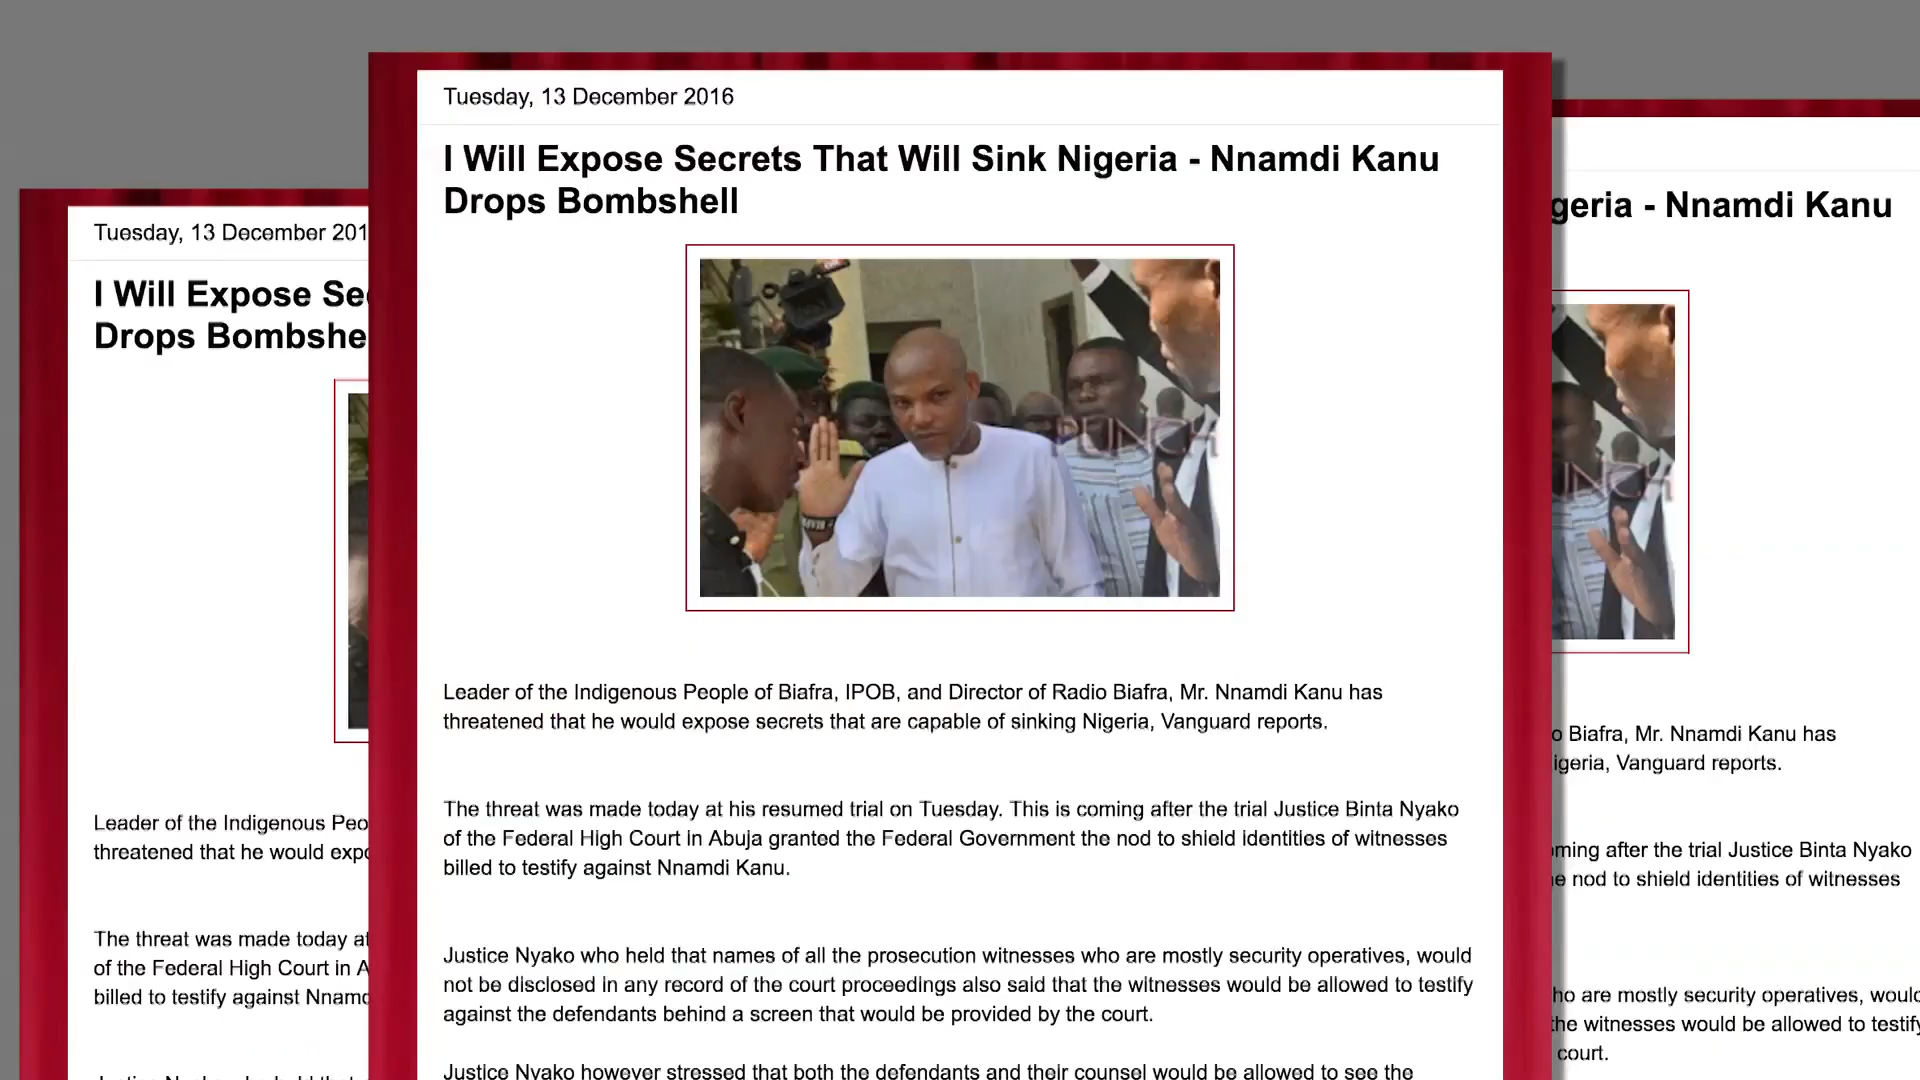 Tuesday, 13 December 2016
I Will Expose Secrets That Will Sink Nigeria - Nnamdi Kanu
Drops Bombshell
PUNCH
Leader of the Indigenous People of Biafra, IPOB, and Director of Radio Biafra, Mr. Nnamdi Kanu has
threatened that he would expose secrets that are capable of sinking Nigeria, Vanguard reports.
The threat was made today at his resumed trial on Tuesday. This is coming after the trial Justice Binta Nyako
of the Federal High Court in Abuja granted the Federal Government the nod to shield identities of witnesses
billed to testify against Nnamdi Kanu.
Justice Nyako who held that names of all the prosecution witnesses who are mostly security operatives, would
not be disclosed in any record of the court proceedings also said that the witnesses would be allowed to testify
against the defendants behind a screen that would be provided by the court.
Justice Nyako however stressed that both the defendants and their counsel would be allowed to see the
Tuesday, 13 December 201
I Will Expose Se
Drops Bombshe
Leader of the Indigenous Peo
threatened that he would exp
The threat was made today at
of the Federal High Court in A
billed to testify against Nnam
geria - Nnamdi Kanu
PUNCH
o Biafra, Mr. Nnamdi Kanu has
igeria, Vanguard reports.
ming after the trial Justice Binta Nyako
e nod to shield identities of witnesses
ho are mostly security operatives, would
the witnesses would be allowed to testify
court.